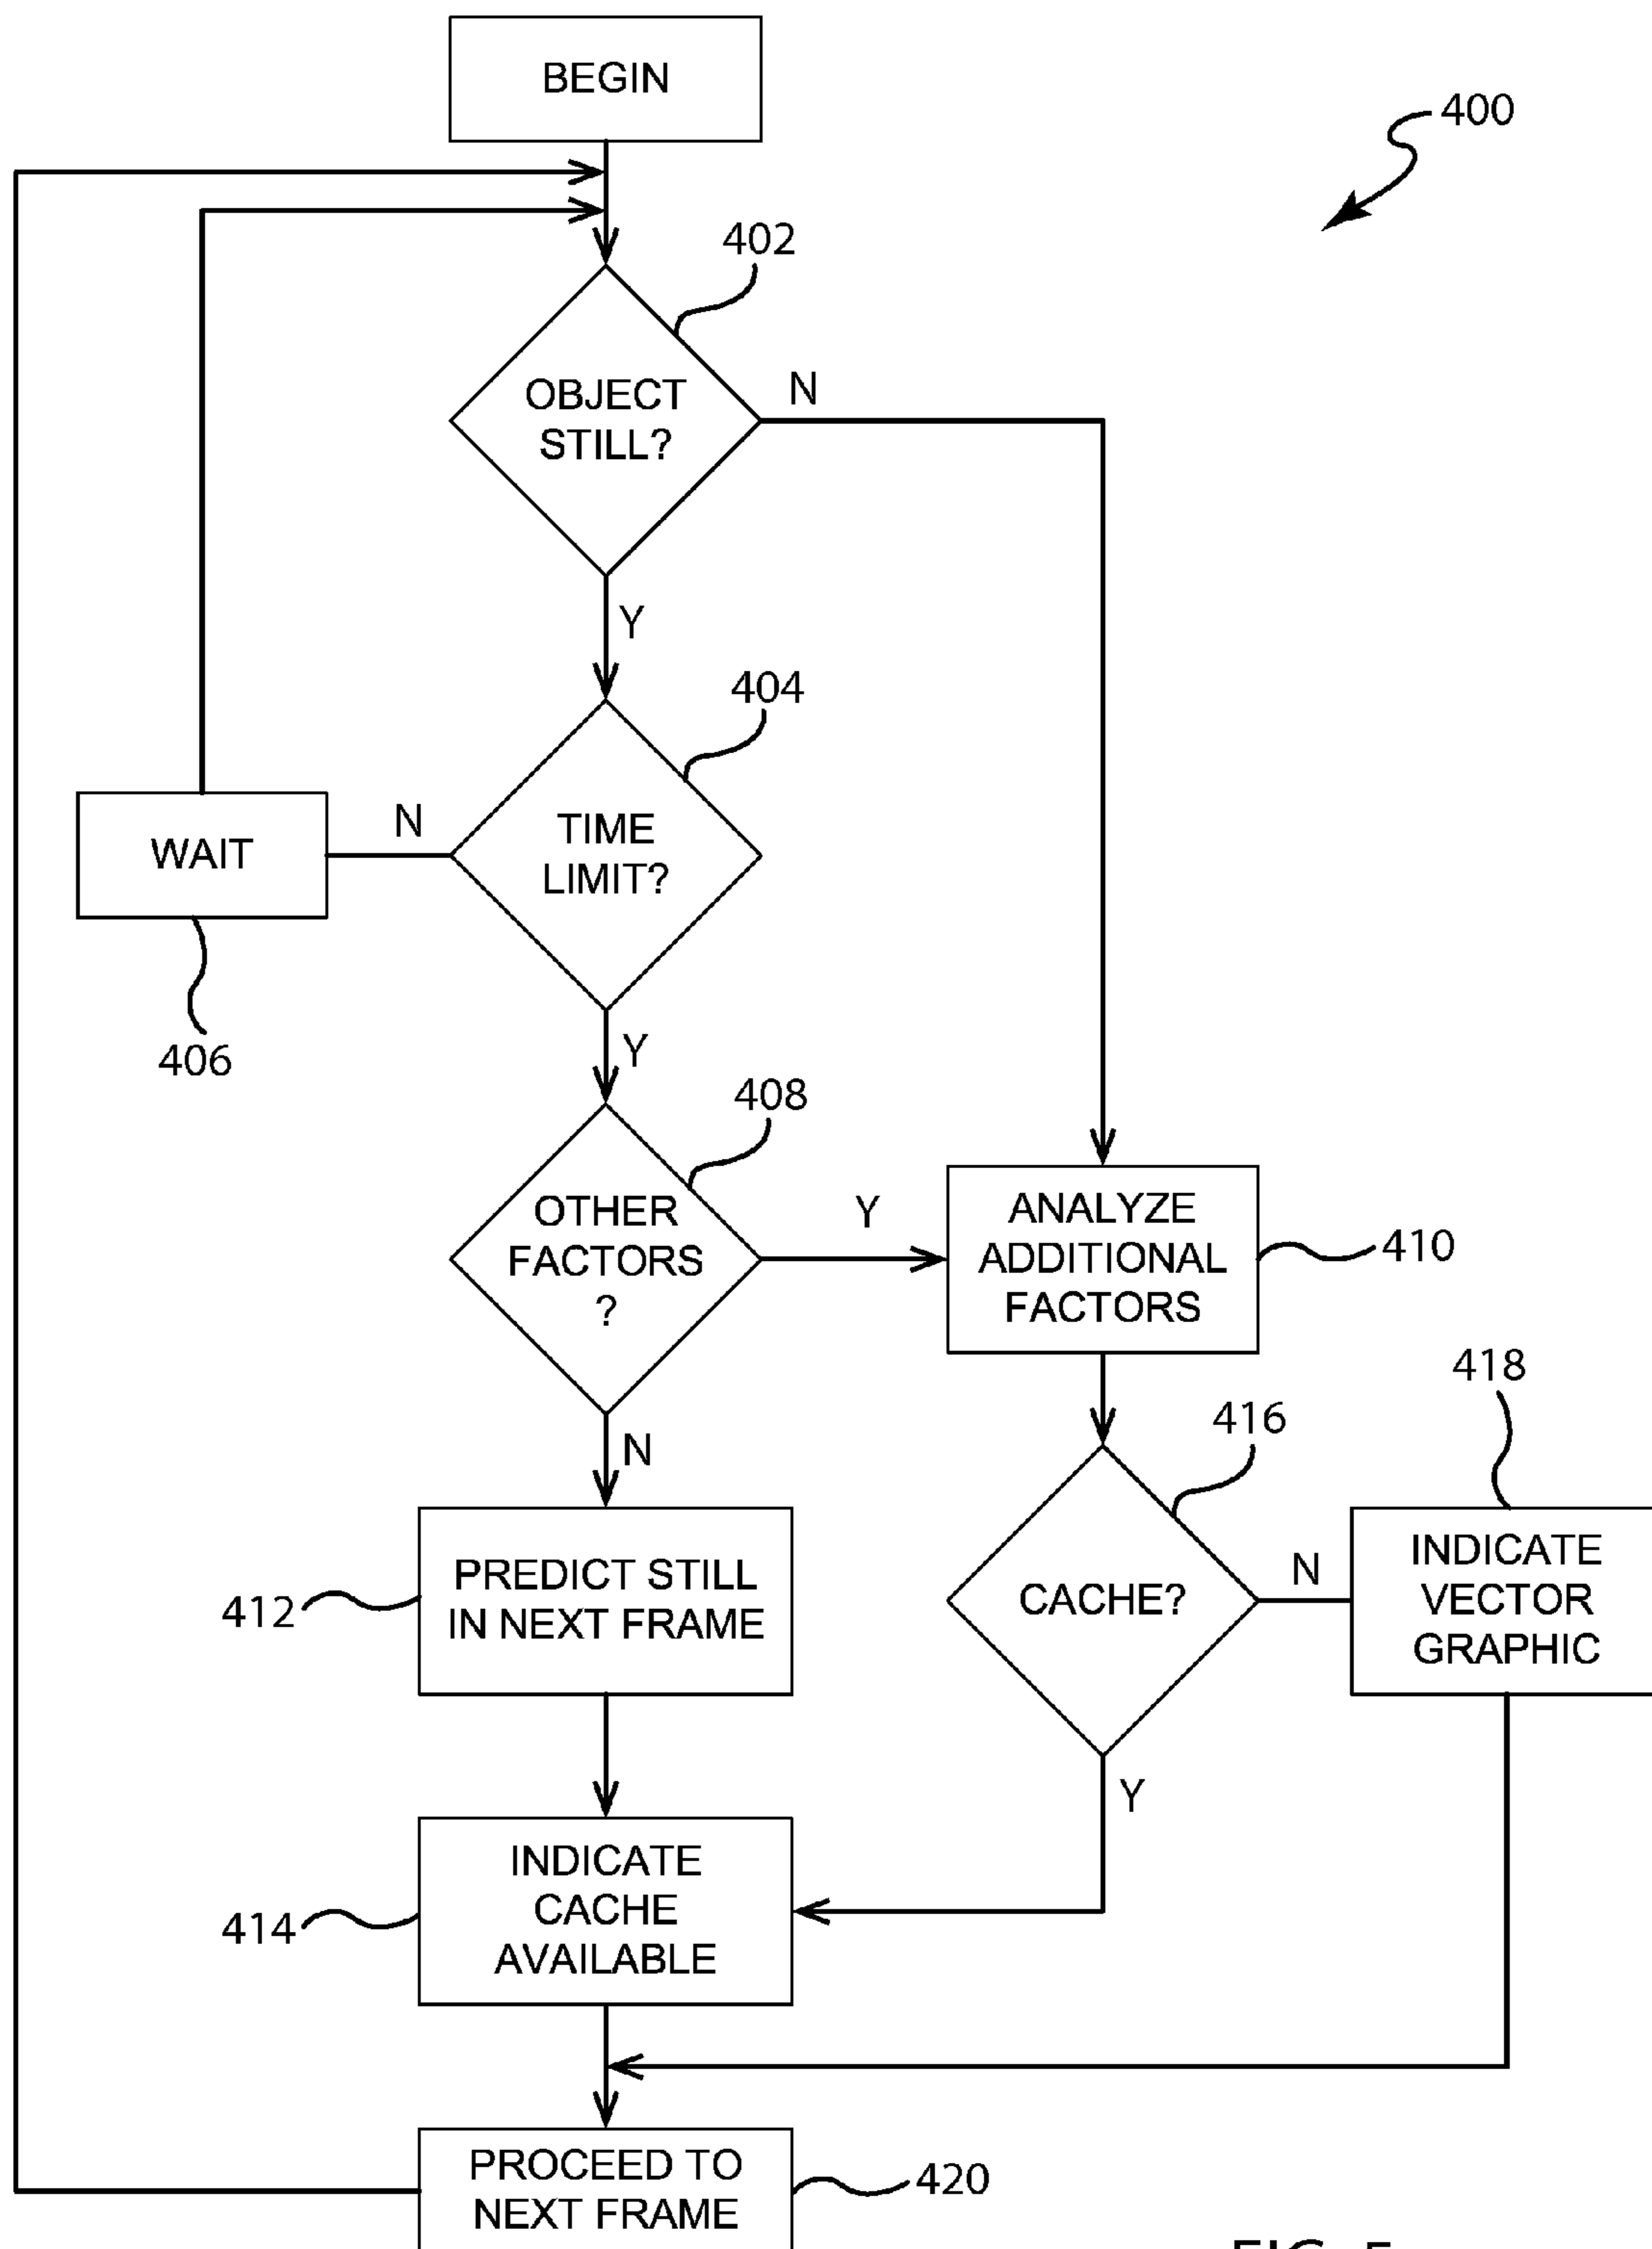 BEGIN
400
402
OBJECT
STILL?
N
Y
404
TIME
LIMIT?
N
WAIT
406
Y
408
OTHER
FACTORS
?
Y
ANALYZE
ADDITIONAL
FACTORS
410
N
416
418
CACHE?
N
INDICATE
VECTOR
GRAPHIC
PREDICT STILL
IN NEXT FRAME
412
Y
INDICATE
CACHE
AVAILABLE
414
PROCEED TO
NEXT FRAME
420